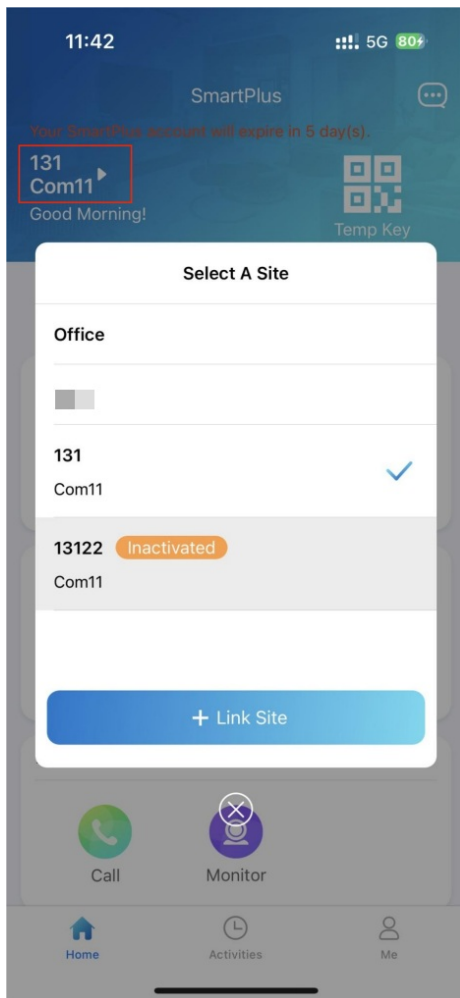 11:42
5G 80
SmartPlus
Your SmartPlus account will expire in 5 day(s).
131
Com11
Good Morning!
Temp Key
Select A Site
Office
131
Com11
13122 Inactivated
Com11
+ Link Site
Call Monitor
Home Activities Me